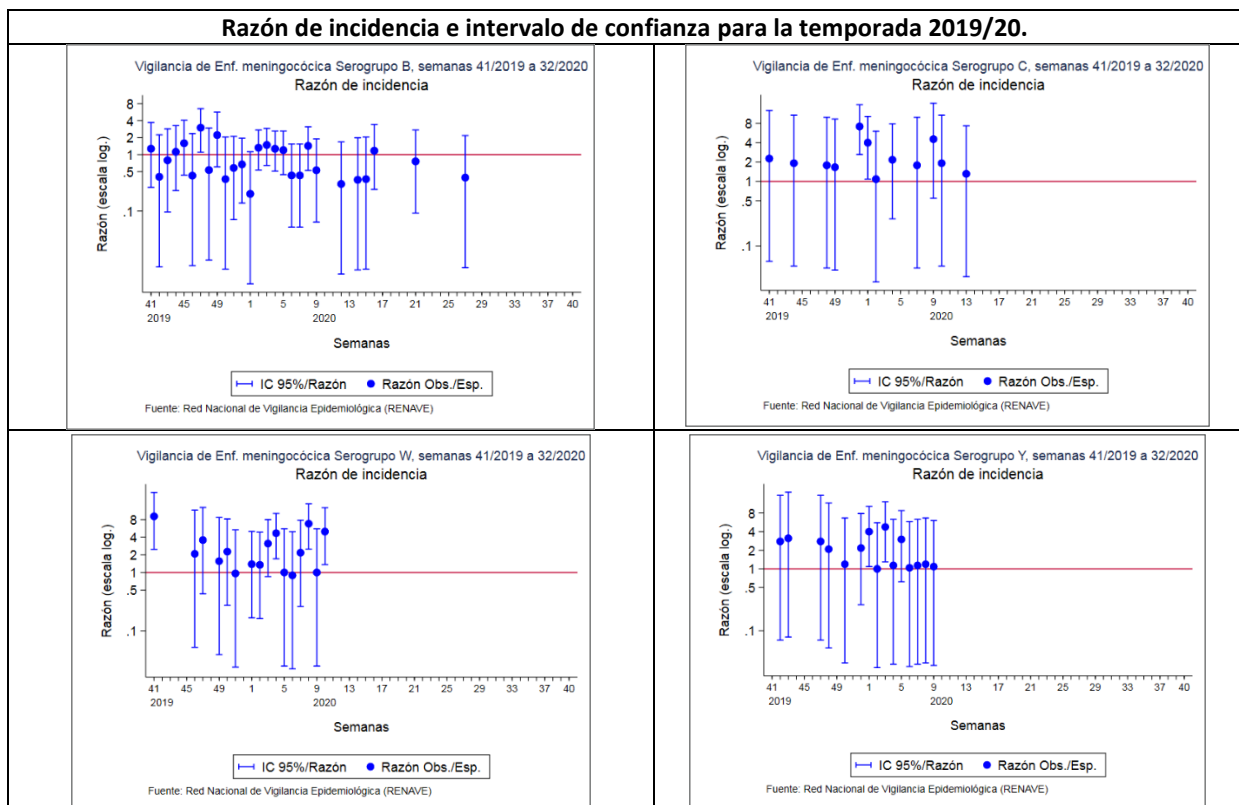 Razón de incidencia e intervalo de confianza para la temporada 2019/20.
Vigilancia de Enf. meningocócica Serogrupo B, semanas 41/2019 a 32/2020
Razón de incidencia
Razón (escala log.)
8
4
2
1
.5
.1
41 45 49 1 5 9 13 17 21 25 29 33 37 40
2019 2020
Semanas
IC 95%/Razón Razón Obs./Esp.
Fuente: Red Nacional de Vigilancia Epidemiológica (RENAVE)
Vigilancia de Enf. meningocócica Serogrupo C, semanas 41/2019 a 32/2020
Razón de incidencia
Razón (escala log.)
8
4
2
1
.5
.1
41 45 49 1 5 9 13 17 21 25 29 33 37 40
2019 2020
Semanas
IC 95%/Razón Razón Obs./Esp.
Fuente: Red Nacional de Vigilancia Epidemiológica (RENAVE)
Vigilancia de Enf. meningocócica Serogrupo W, semanas 41/2019 a 32/2020
Razón de incidencia
Razón (escala log.)
8
4
2
1
.5
.1
41 45 49 1 5 9 13 17 21 25 29 33 37 40
2019 2020
Semanas
IC 95%/Razón Razón Obs./Esp.
Fuente: Red Nacional de Vigilancia Epidemiológica (RENAVE)
Vigilancia de Enf. meningocócica Serogrupo Y, semanas 41/2019 a 32/2020
Razón de incidencia
Razón (escala log.)
8
4
2
1
.5
.1
41 45 49 1 5 9 13 17 21 25 29 33 37 40
2019 2020
Semanas
IC 95%/Razón Razón Obs./Esp.
Fuente: Red Nacional de Vigilancia Epidemiológica (RENAVE)